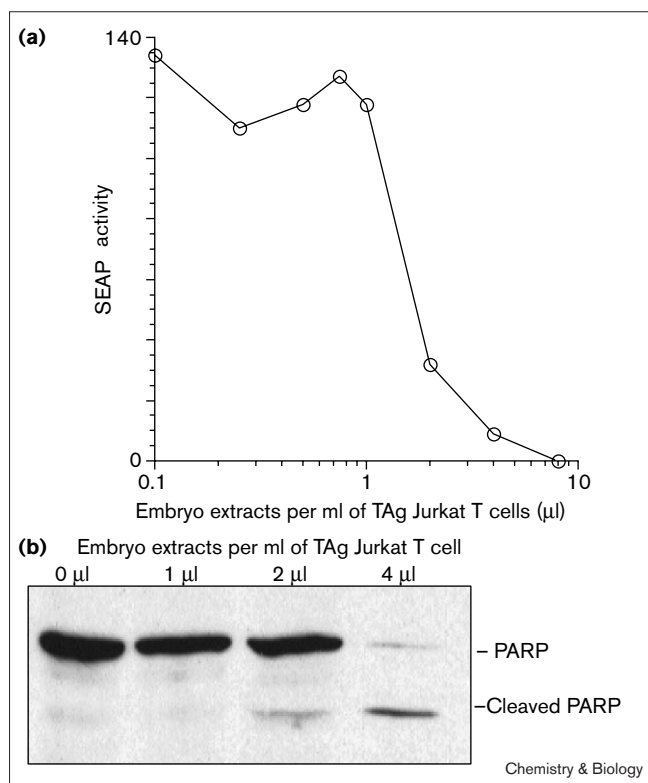 (a)
140
SEAP activity
0
0.1 1 10
Embryo extracts per ml of TAg Jurkat T cells (μl)
(b) Embryo extracts per ml of TAg Jurkat T cell
0 μl 1 μl 2 μl 4 μl
– PARP
–Cleaved PARP
Chemistry & Biology